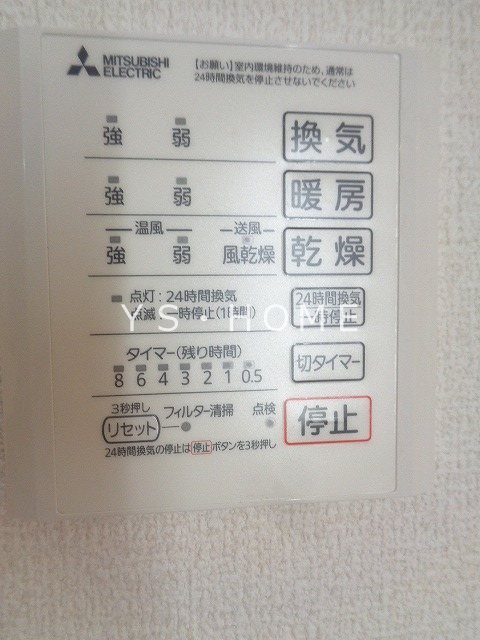 MITSUBISHI
ELECTRIC
【お願い】室内環境維持のため、通常は
24時間換気を停止させないでください
強 弱 換気
強 弱 暖房
温風 送風
強 弱 風乾燥 乾燥
点灯:24時間換気
点滅:一時停止(1時間)
24時間換気
一時停止
YS・HOME
タイマー(残り時間)
8 6 4 3 2 1 0.5
切タイマー
3秒押し
リセット フィルター清掃 点検
停止
24時間換気の停止は停止ボタンを3秒押し